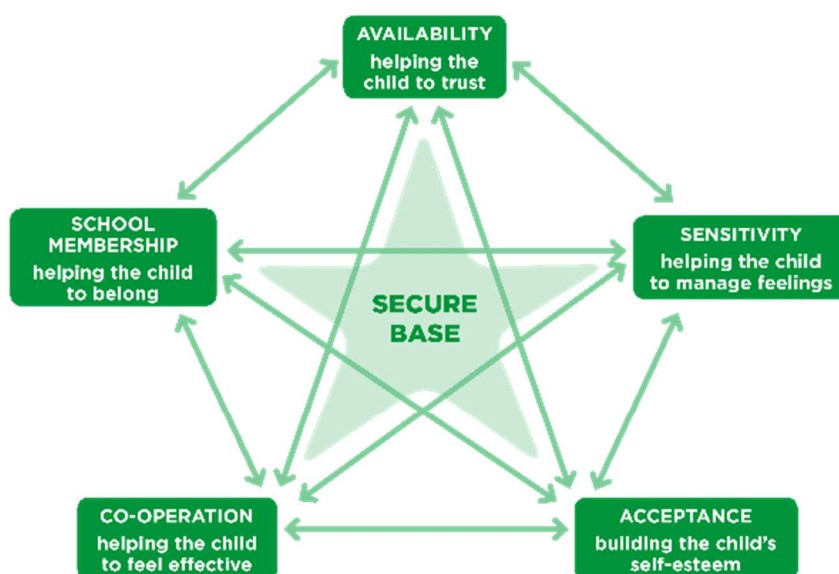 AVAILABILITY
helping the
child to trust
SCHOOL
MEMBERSHIP
helping the child
to belong
SENSITIVITY
helping the child
to manage feelings
SECURE
BASE
CO-OPERATION
helping the child
to feel effective
ACCEPTANCE
building the child's
self-esteem